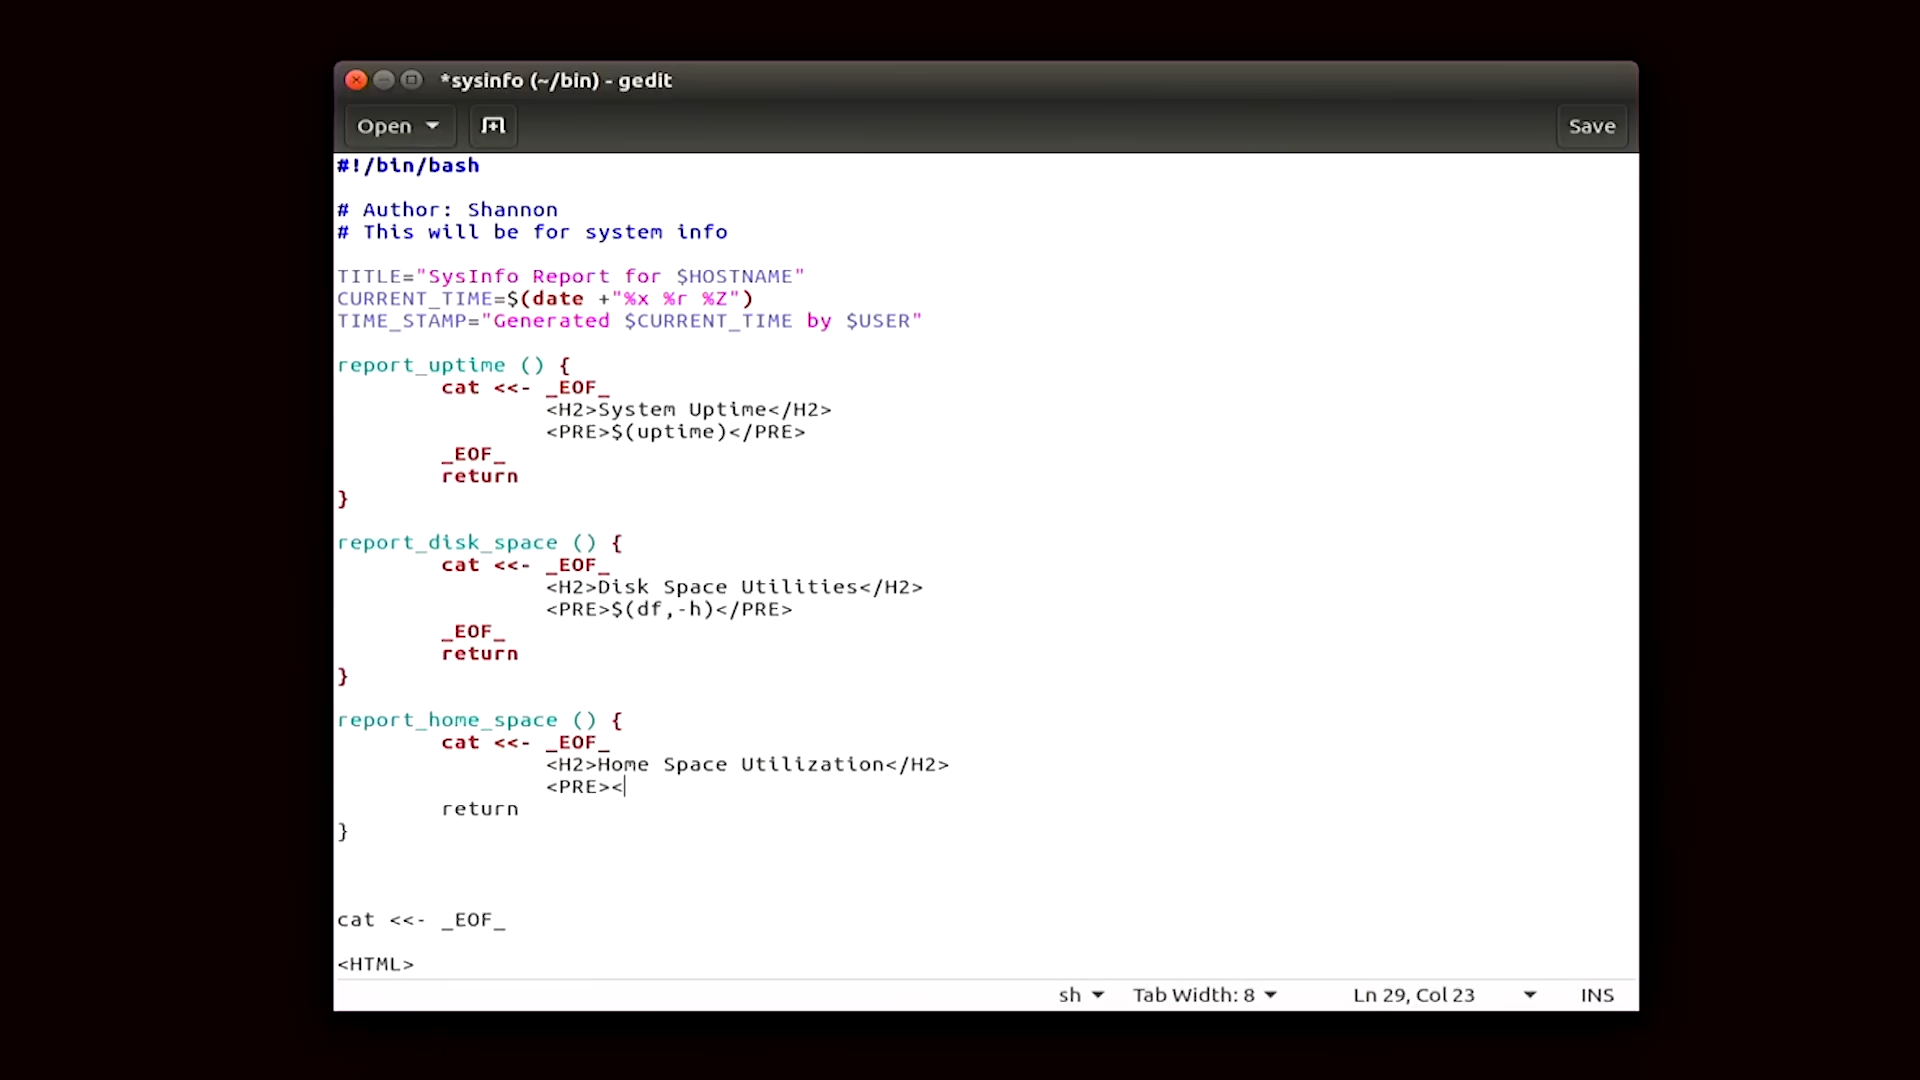 *sysinfo (~/bin) - gedit
Open
Save
#!/bin/bash
# Author: Shannon
# This will be for system info
TITLE="SysInfo Report for $HOSTNAME"
CURRENT_TIME=$(date +"%x %r %Z")
TIME_STAMP="Generated $CURRENT_TIME by $USER"
report_uptime () {
cat <<- _EOF_
<H2>System Uptime</H2>
<PRE>$(uptime)</PRE>
_EOF_
return
}
report_disk_space () {
cat <<- _EOF_
<H2>Disk Space Utilities</H2>
<PRE>$(df,-h)</PRE>
_EOF_
return
}
report_home_space () {
cat <<- _EOF_
<H2>Home Space Utilization</H2>
<PRE><
return
}
cat <<- _EOF_
<HTML>
sh Tab Width: 8 Ln 29, Col 23 INS